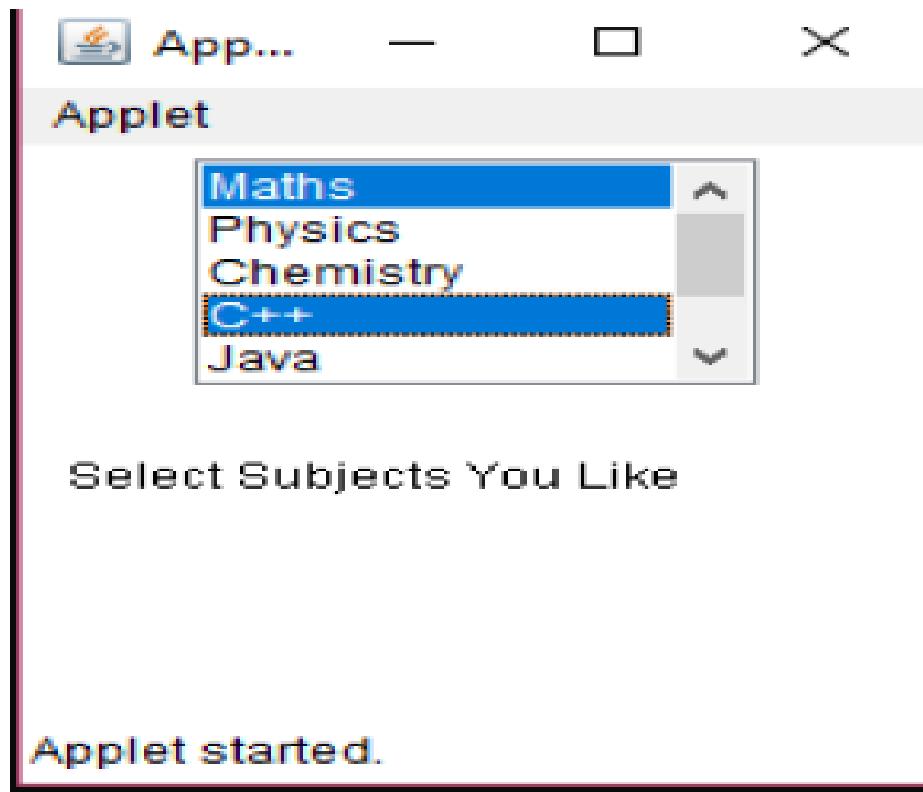 App...
Applet
Maths
Physics
Chemistry
C++
Java
Select Subjects You Like
Applet started.